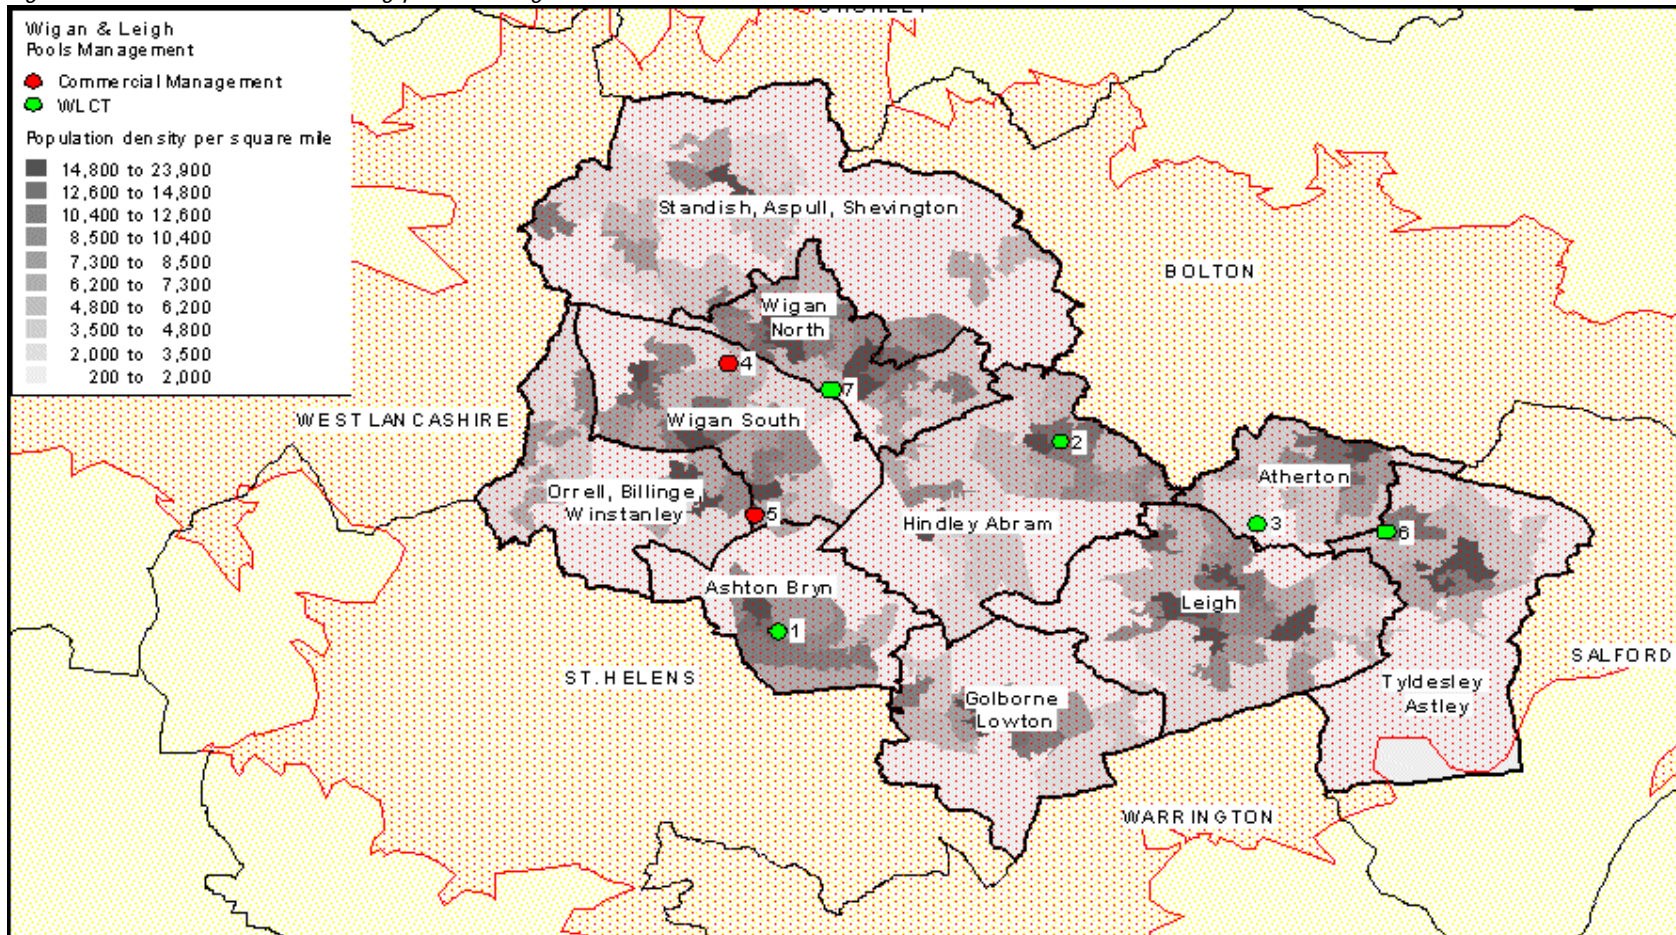 Wigan & Leigh
Pools Management
Commercial Management
WLCT
Population density per square mile
14,800 to 23,900
12,600 to 14,800
10,400 to 12,600
8,500 to 10,400
7,300 to 8,500
6,200 to 7,300
4,800 to 6,200
3,500 to 4,800
2,000 to 3,500
200 to 2,000
Standish, Aspull, Shevington
BOLTON
Wigan
North
4
7
WEST LANCASHIRE
Wigan South
2
Atherton
Orrell, Billinge,
Winstanley
5
Hindley Abram
3
6
Ashton Bryn
Leigh
1
ST.HELENS
SALFORD
Tyldesley
Astley
Golborne
Lowton
WARRINGTON